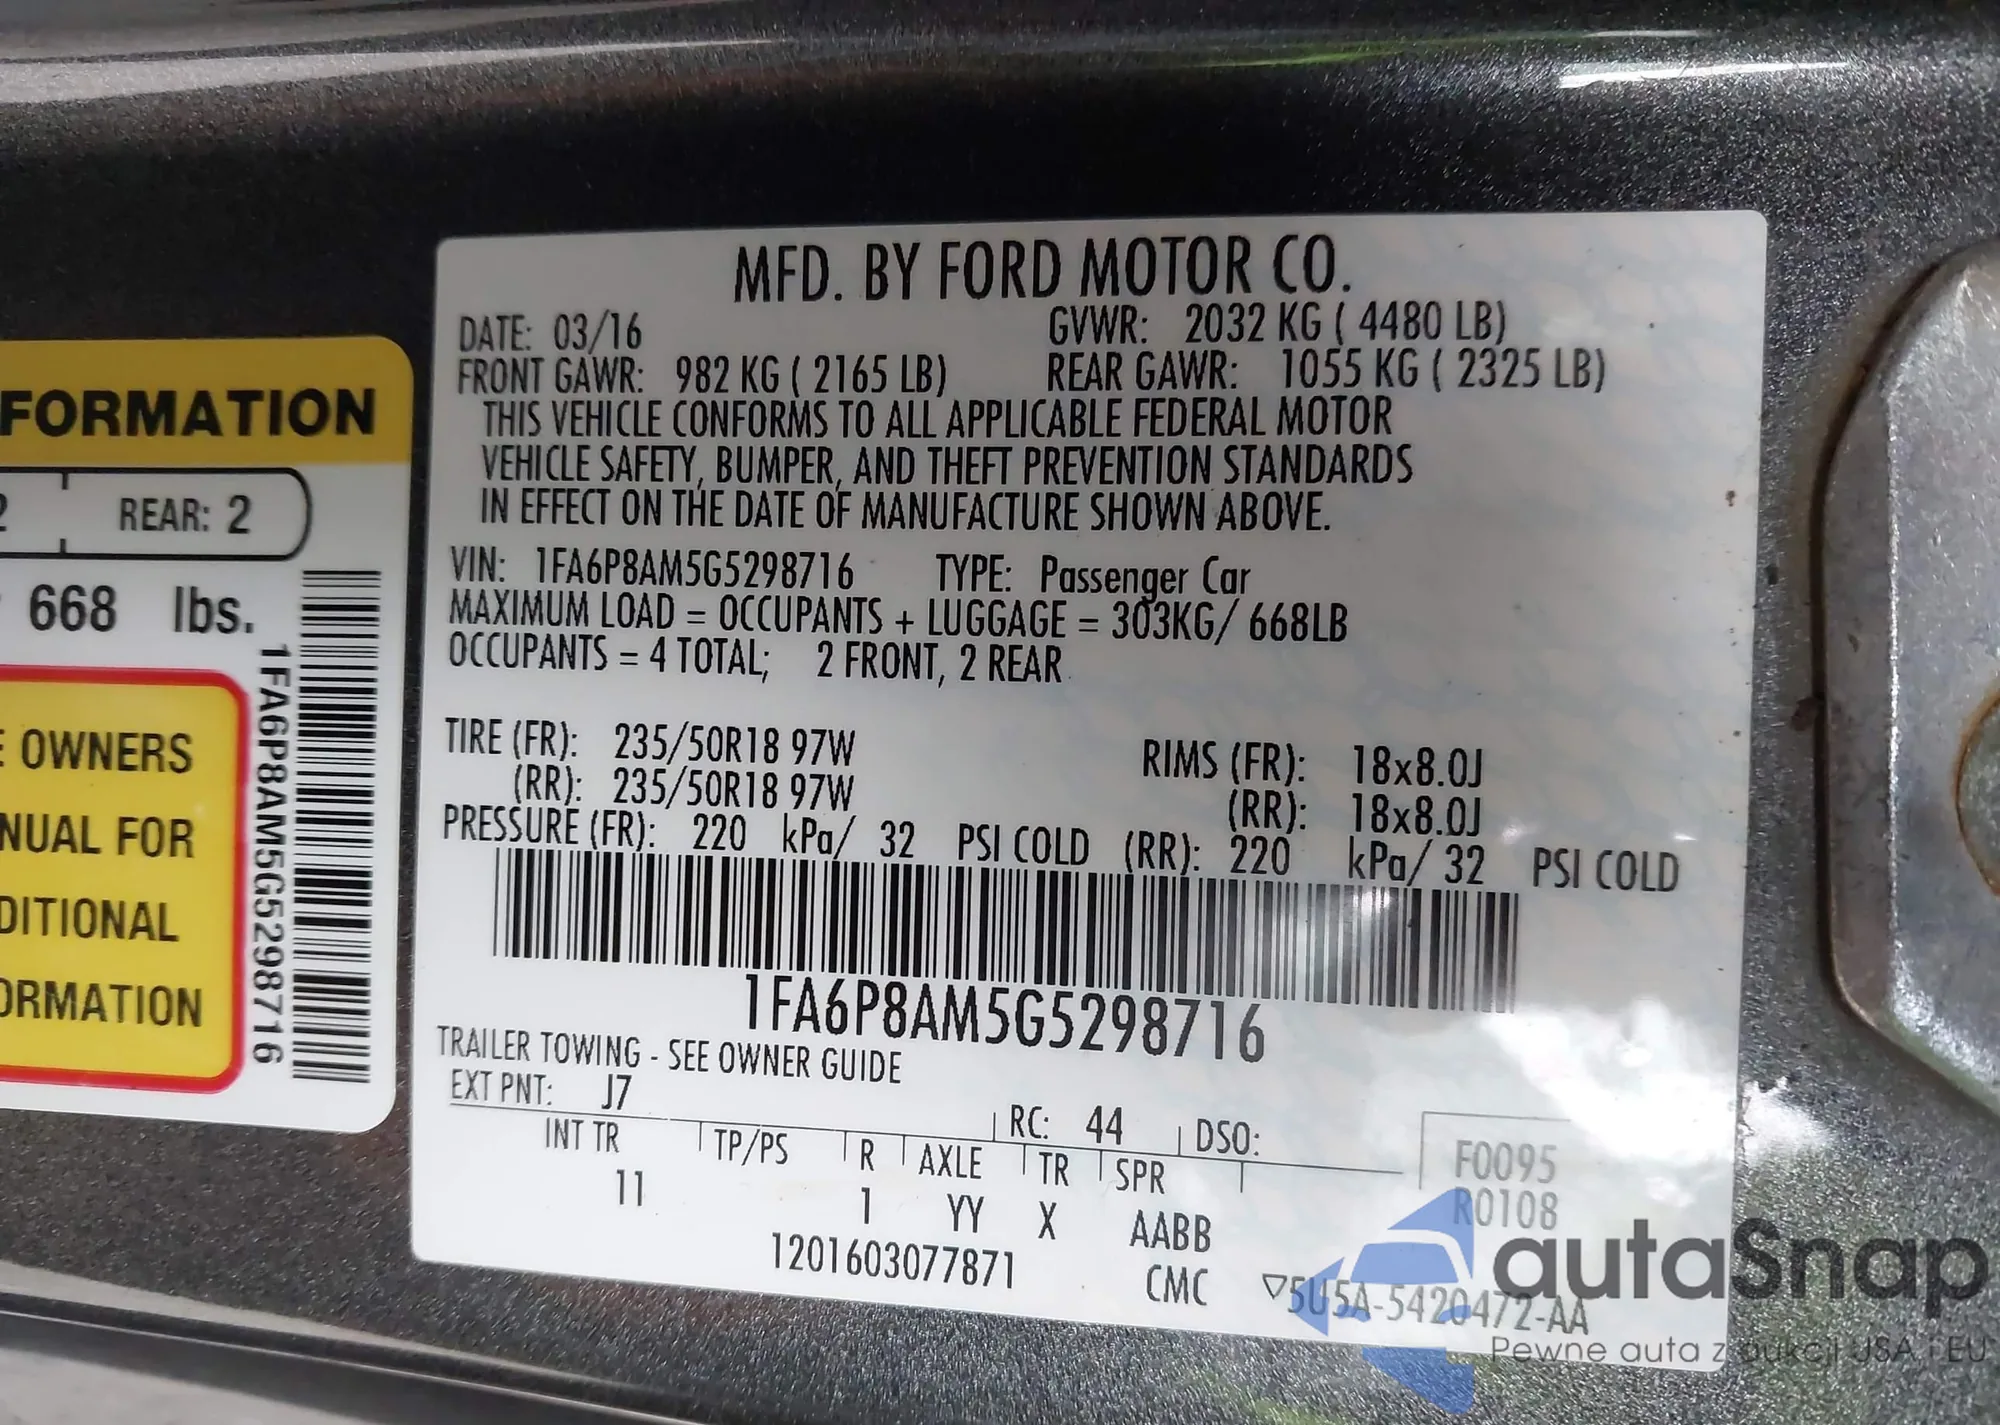 FORMATION
REAR: 2
668 lbs.
OWNERS
NUAL FOR
DITIONAL
ORMATION
1FA6P8AM5G5298716
MFD. BY FORD MOTOR CO.
DATE: 03/16 GVWR: 2032 KG ( 4480 LB)
FRONT GAWR: 982 KG ( 2165 LB) REAR GAWR: 1055 KG ( 2325 LB)
THIS VEHICLE CONFORMS TO ALL APPLICABLE FEDERAL MOTOR
VEHICLE SAFETY, BUMPER, AND THEFT PREVENTION STANDARDS
IN EFFECT ON THE DATE OF MANUFACTURE SHOWN ABOVE.
VIN: 1FA6P8AM5G5298716 TYPE: Passenger Car
MAXIMUM LOAD = OCCUPANTS + LUGGAGE = 303KG/ 668LB
OCCUPANTS = 4 TOTAL; 2 FRONT, 2 REAR
TIRE (FR): 235/50R18 97W RIMS (FR): 18x8.0J
(RR): 235/50R18 97W (RR): 18x8.0J
PRESSURE (FR): 220 kPa/ 32 PSI COLD (RR): 220 kPa/ 32 PSI COLD
1FA6P8AM5G5298716
TRAILER TOWING - SEE OWNER GUIDE
EXT PNT: J7 RC: 44 DSO:
INT TR TP/PS R AXLE TR SPR F0095
11 1 YY X AABB R0108
1201603077871 CMC ▽5U5A-5420472-AA
autaSnap
Pewne auta z aukcji USA i EU